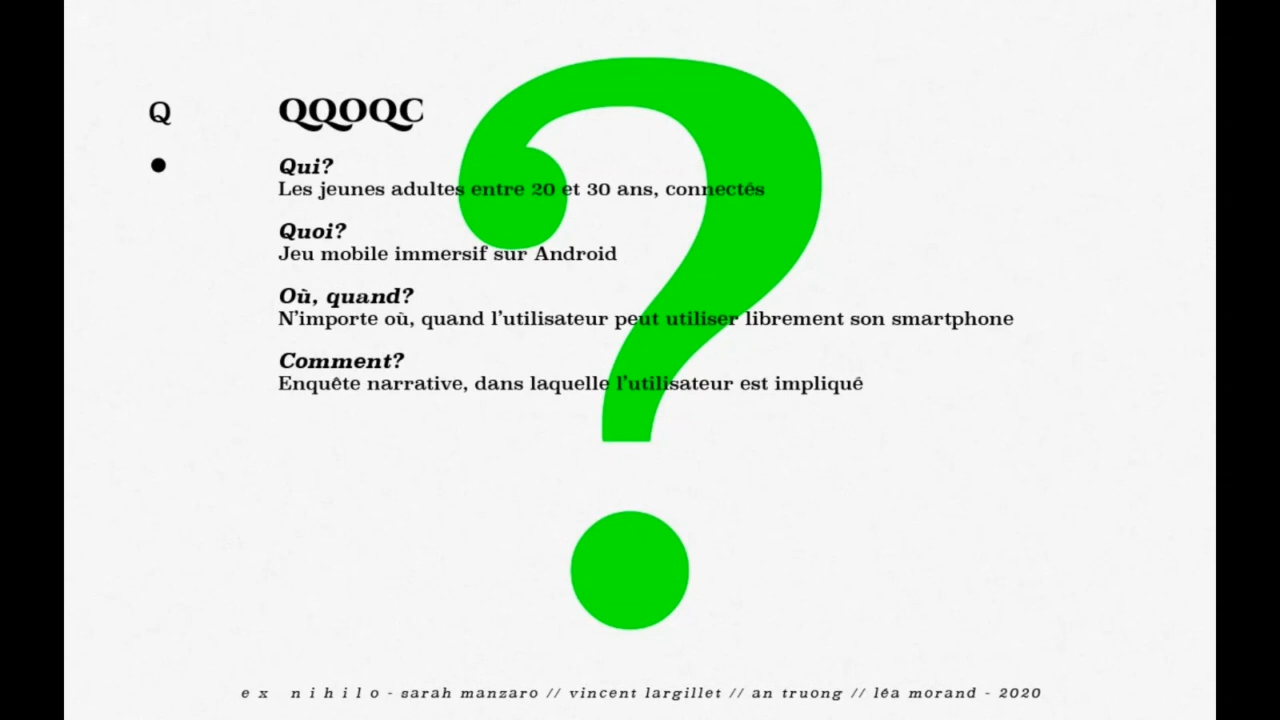 Q
QQOQC
Qui?
Les jeunes adultes entre 20 et 30 ans, connectés
Quoi?
Jeu mobile immersif sur Android
Où, quand?
N'importe où, quand l'utilisateur peut utiliser librement son smartphone
Comment?
Enquête narrative, dans laquelle l'utilisateur est impliqué
?
ex nihilo - sarah manzaro // vincent largillet // an truong // léa morand - 2020